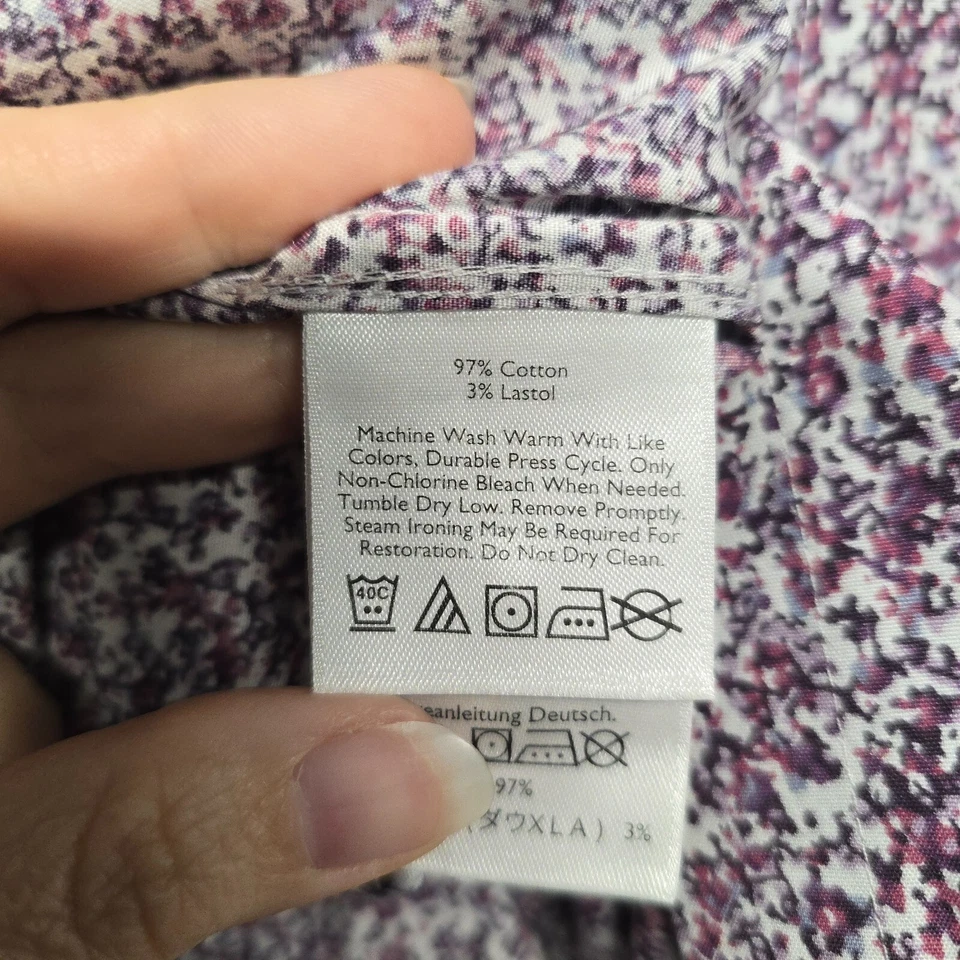 97% Cotton
3% Lastol
Machine Wash Warm With Like
Colors, Durable Press Cycle. Only
Non-Chlorine Bleach When Needed.
Tumble Dry Low. Remove Promptly.
Steam Ironing May Be Required For
Restoration. Do Not Dry Clean.
40C
eanleitung Deutsch.
97%
(ダウXLA) 3%